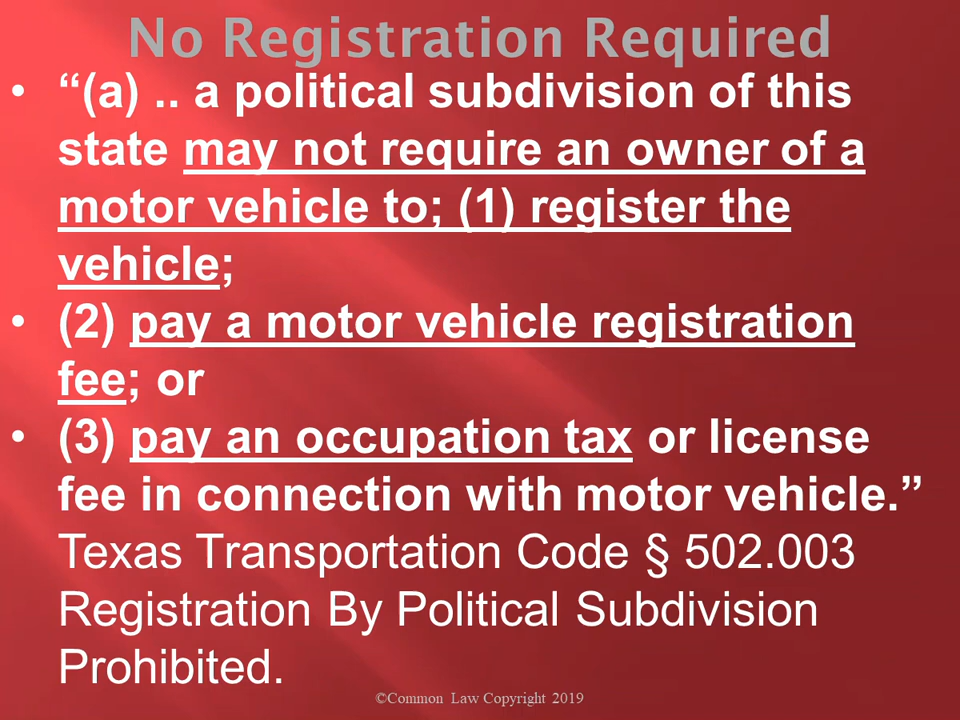 No Registration Required
• “(a) .. a political subdivision of this
state may not require an owner of a
motor vehicle to; (1) register the
vehicle;
• (2) pay a motor vehicle registration
fee; or
• (3) pay an occupation tax or license
fee in connection with motor vehicle.”
Texas Transportation Code § 502.003
Registration By Political Subdivision
Prohibited.
©Common Law Copyright 2019